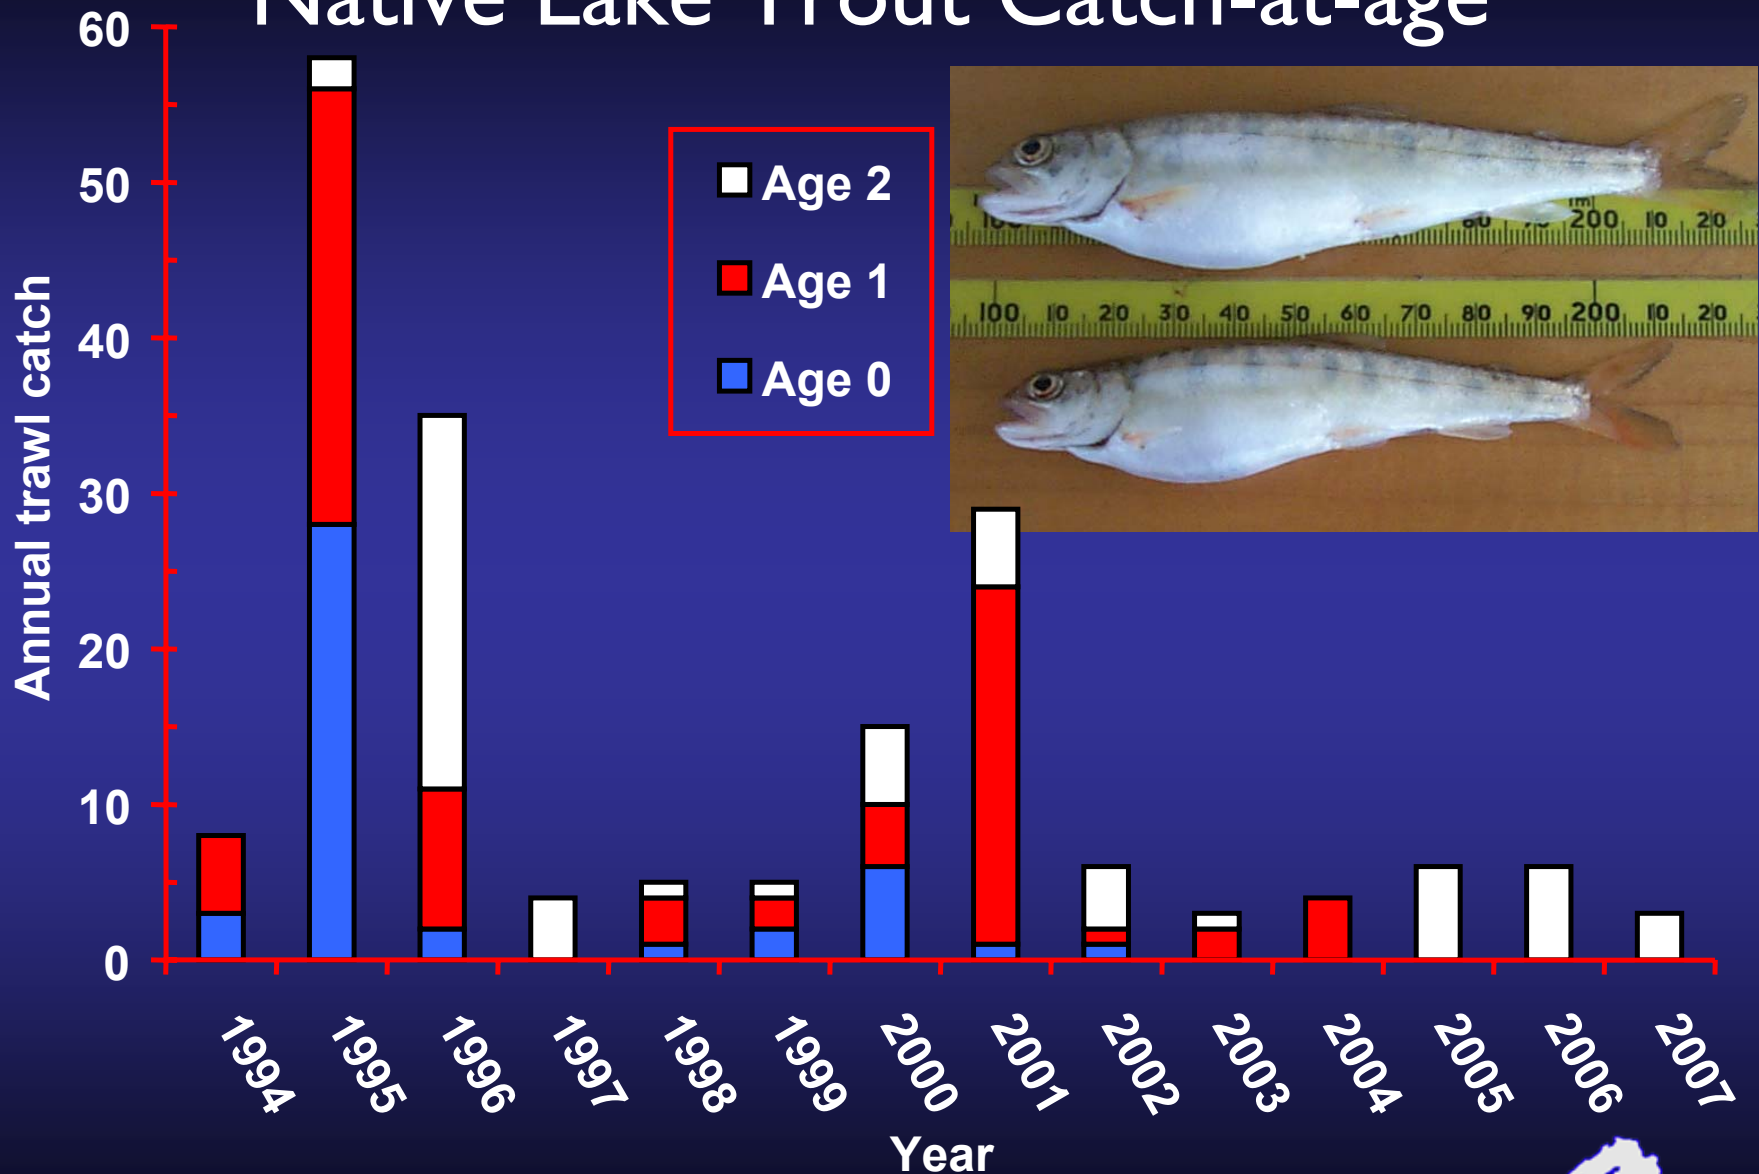 Native Lake Trout Catch-at-age
60
50
40
30
20
10
0
Annual trawl catch
Age 2
Age 1
Age 0
80 200 10 20
100 10 20 30 40 50 60 70 80 90 200 10 20
1994 1995 1996 1997 1998 1999 2000 2001 2002 2003 2004 2005 2006 2007
Year